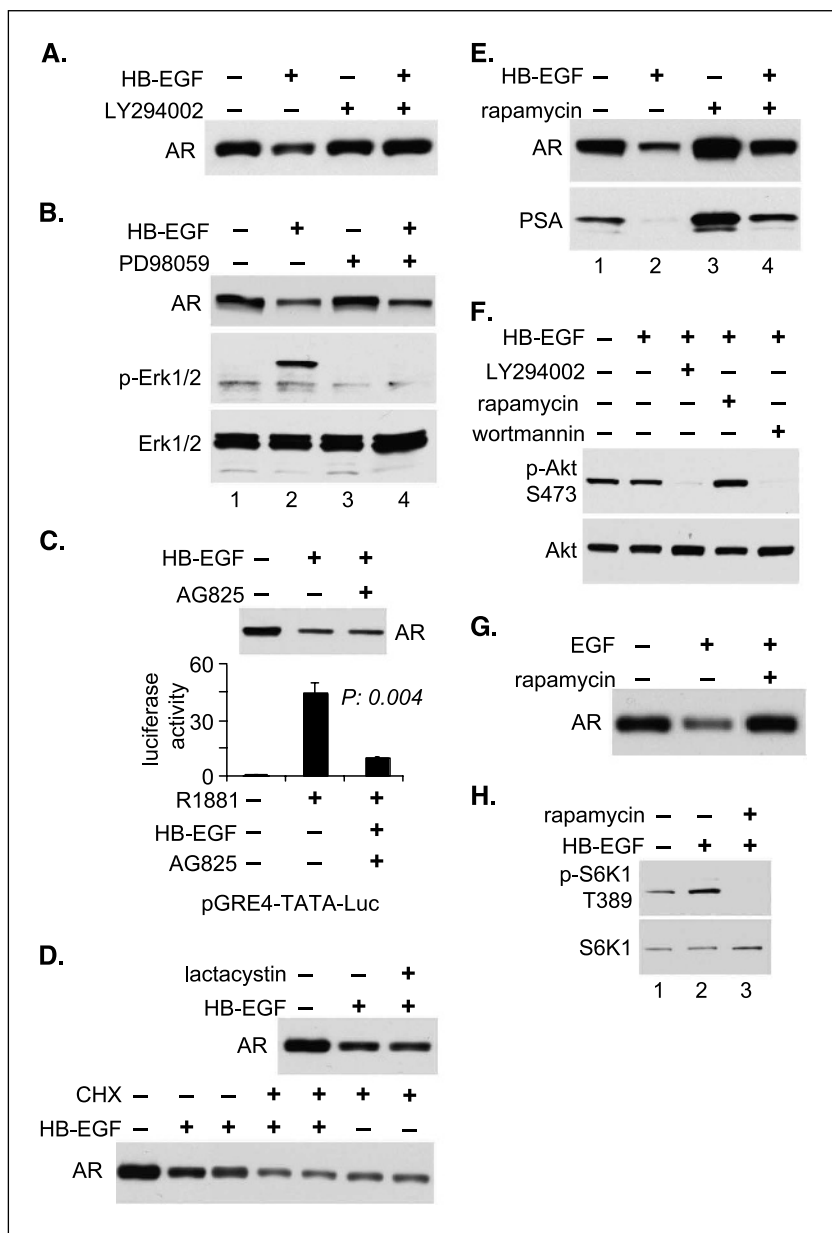 A.
HB-EGF – + – +
LY294002 – – + +
AR
B.
HB-EGF – + – +
PD98059 – – + +
AR
p-Erk1/2
Erk1/2
1 2 3 4
C.
HB-EGF – + +
AG825 – – +
AR
60
30
0
luciferase
activity
P: 0.004
R1881 – + +
HB-EGF – – +
AG825 – – +
pGRE4-TATA-Luc
D.
lactacystin – – +
HB-EGF – + +
AR
CHX – – – + + + +
HB-EGF – + + + + – –
AR
E.
HB-EGF – + – +
rapamycin – – + +
AR
PSA
1 2 3 4
F.
HB-EGF – + + + +
LY294002 – – + – –
rapamycin – – – + –
wortmannin – – – – +
p-Akt
S473
Akt
G.
EGF – + +
rapamycin – – +
AR
H.
rapamycin – – +
HB-EGF – + +
p-S6K1
T389
S6K1
1 2 3